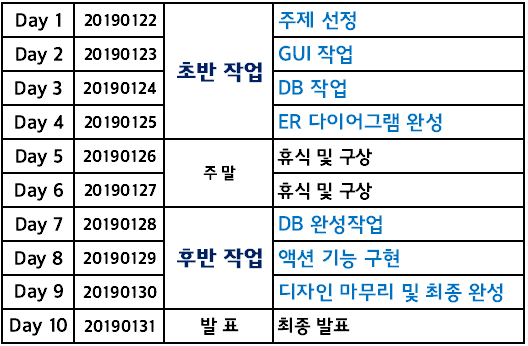 Day 1 20190122 초반 작업 주제 선정
Day 2 20190123 GUI 작업
Day 3 20190124 DB 작업
Day 4 20190125 ER 다이어그램 완성
Day 5 20190126 주 말 휴식 및 구상
Day 6 20190127 휴식 및 구상
Day 7 20190128 후반 작업 DB 완성작업
Day 8 20190129 액션 기능 구현
Day 9 20190130 디자인 마무리 및 최종 완성
Day 10 20190131 발 표 최종 발표